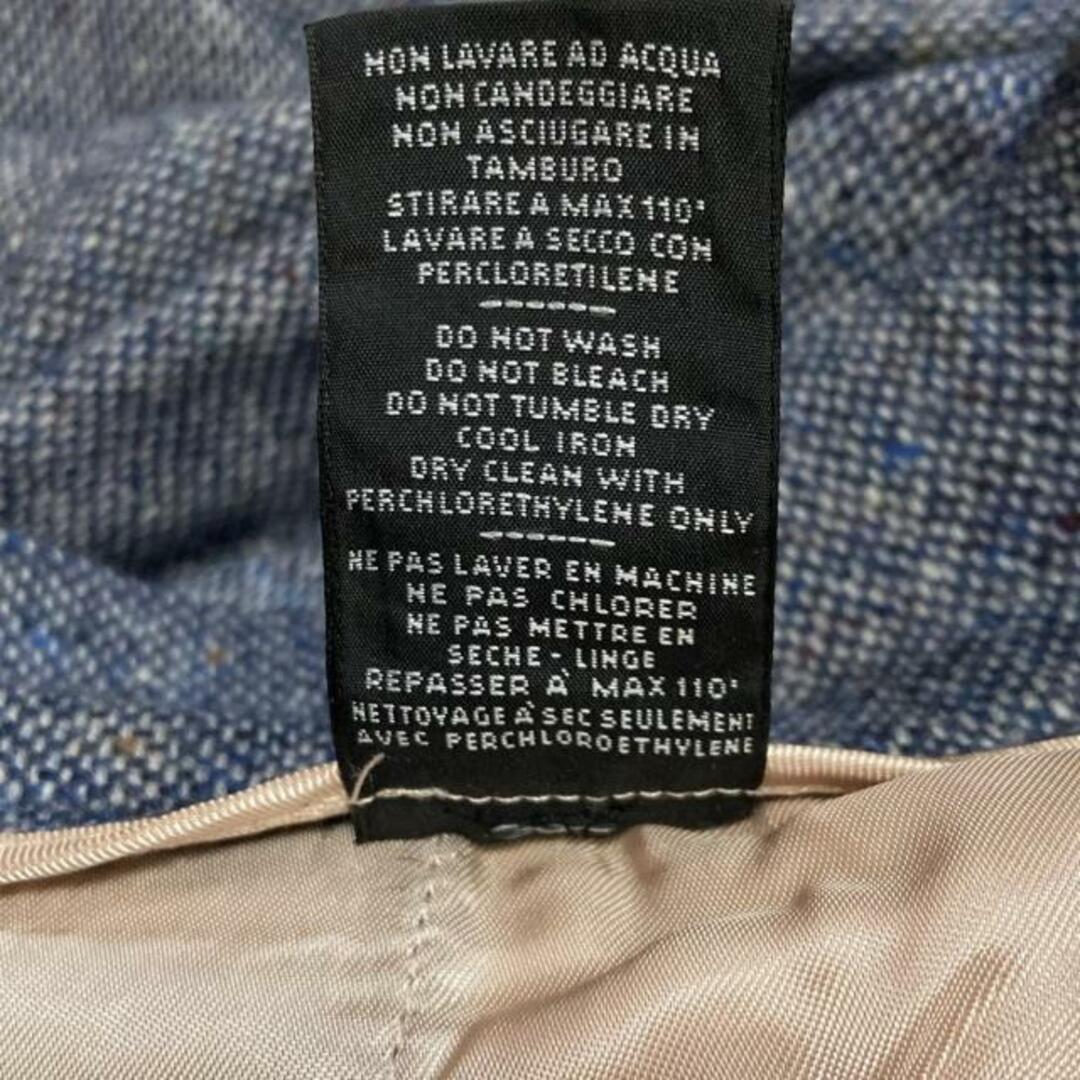 NON LAVARE AD ACQUA
NON CANDEGGIARE
NON ASCIUGARE IN
TAMBURO
STIRARE A MAX 110°
LAVARE A SECCO CON
PERCLORETILENE
------
DO NOT WASH
DO NOT BLEACH
DO NOT TUMBLE DRY
COOL IRON
DRY CLEAN WITH
PERCHLORETHYLENE ONLY
------
NE PAS LAVER EN MACHINE
NE PAS CHLORER
NE PAS METTRE EN
SECHE-LINGE
REPASSER À MAX 110°
NETTOYAGE À SEC SEULEMENT
AVEC PERCHLOROETHYLENE